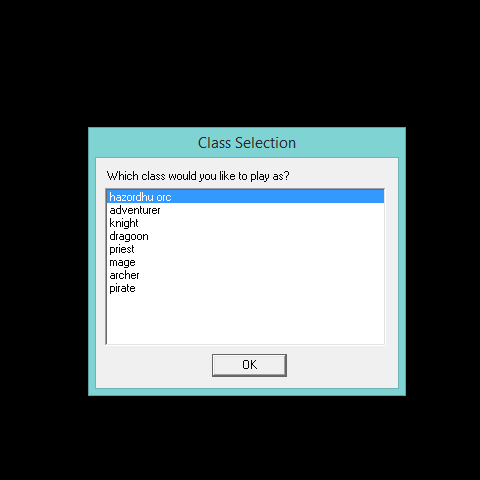 Class Selection
Which class would you like to play as?
hazordhu orc
adventurer
knight
dragoon
priest
mage
archer
pirate
OK